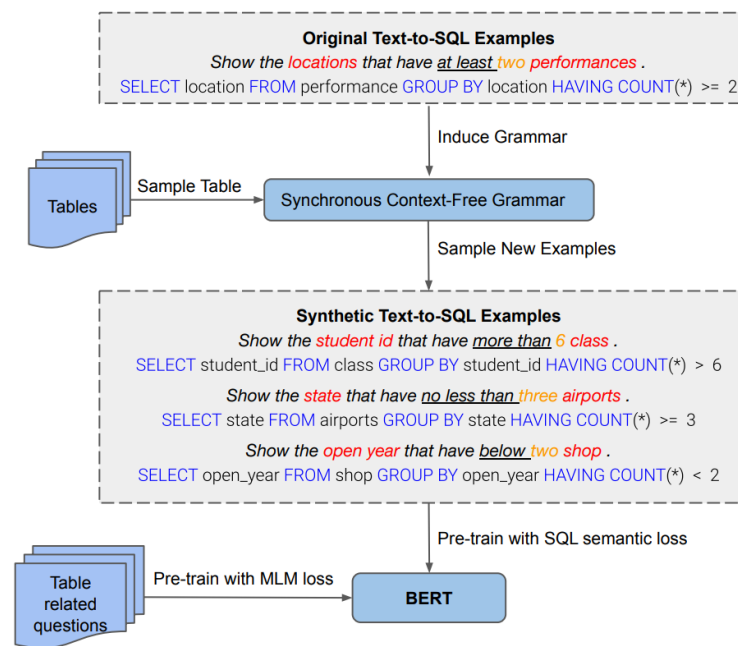 Original Text-to-SQL Examples
Show the locations that have at least two performances .
SELECT location FROM performance GROUP BY location HAVING COUNT(*) >= 2
Induce Grammar
Sample Table
Tables
Synchronous Context-Free Grammar
Sample New Examples
Synthetic Text-to-SQL Examples
Show the student id that have more than 6 class .
SELECT student_id FROM class GROUP BY student_id HAVING COUNT(*) > 6
Show the state that have no less than three airports .
SELECT state FROM airports GROUP BY state HAVING COUNT(*) >= 3
Show the open year that have below two shop .
SELECT open_year FROM shop GROUP BY open_year HAVING COUNT(*) < 2
Pre-train with SQL semantic loss
Table
related
questions
Pre-train with MLM loss
BERT